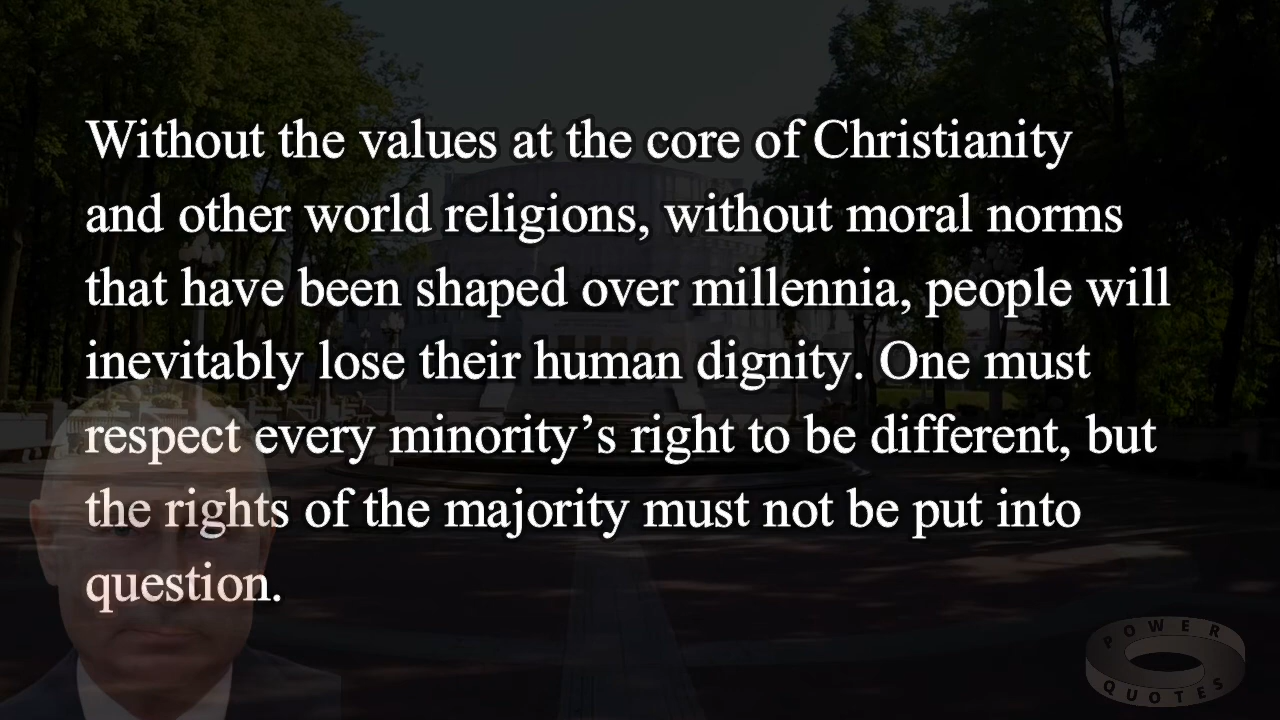 Without the values at the core of Christianity
and other world religions, without moral norms
that have been shaped over millennia, people will
inevitably lose their human dignity. One must
respect every minority’s right to be different, but
the rights of the majority must not be put into
question.
POWER
QUOTES